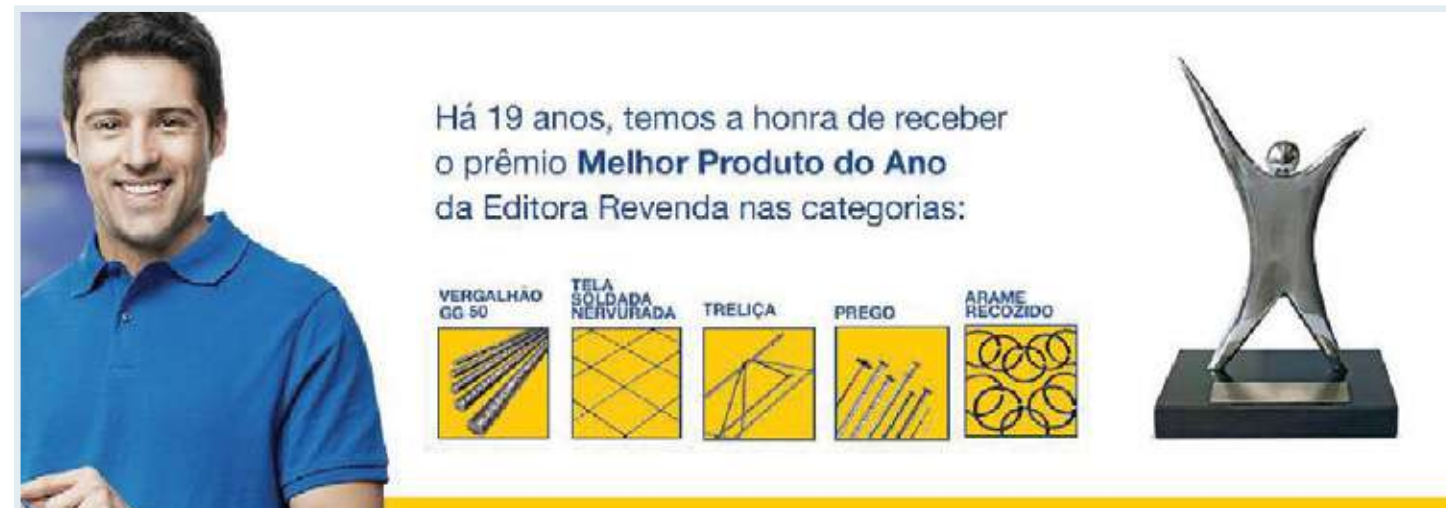 Há 19 anos, temos a honra de receber
o prêmio Melhor Produto do Ano
da Editora Revenda nas categorias:
VERGALHÃO
GG 50
TELA
SOLDADA
NERVURADA
TRELIÇA
PREGO
ARAME
RECOZIDO